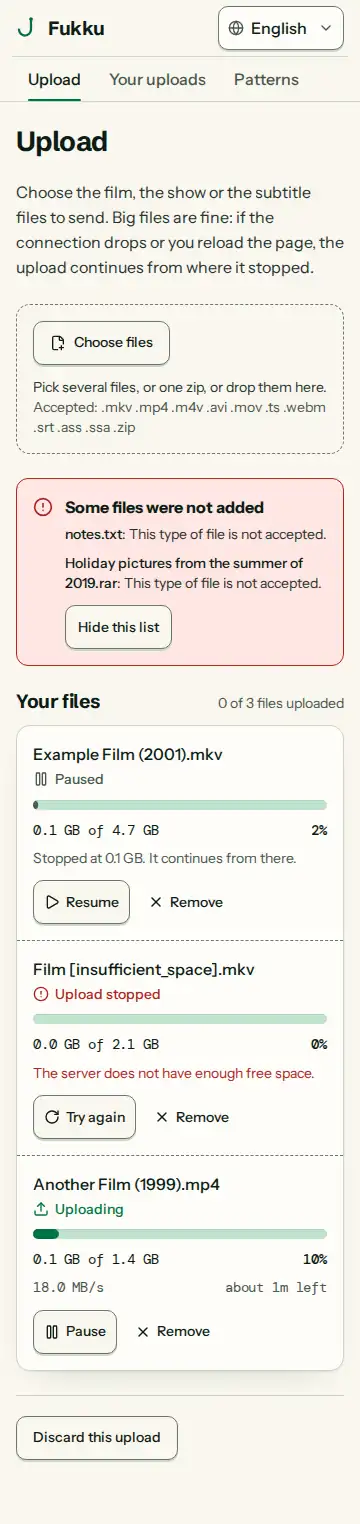 Fukku
English
Upload
Your uploads
Patterns
Upload
Choose the film, the show or the subtitle
files to send. Big files are fine: if the
connection drops or you reload the page, the
upload continues from where it stopped.
Choose files
Pick several files, or one zip, or drop them here.
Accepted: .mkv .mp4 .m4v .avi .mov .ts .webm
.srt .ass .ssa .zip
Some files were not added
notes.txt: This type of file is not accepted.
Holiday pictures from the summer of
2019.rar: This type of file is not accepted.
Hide this list
Your files
0 of 3 files uploaded
Example Film (2001).mkv
Paused
0.1 GB of 4.7 GB
2%
Stopped at 0.1 GB. It continues from there.
Resume
Remove
Film [insufficient_space].mkv
Upload stopped
0.0 GB of 2.1 GB
0%
The server does not have enough free space.
Try again
Remove
Another Film (1999).mp4
Uploading
0.1 GB of 1.4 GB
10%
18.0 MB/s
about 1m left
Pause
Remove
Discard this upload